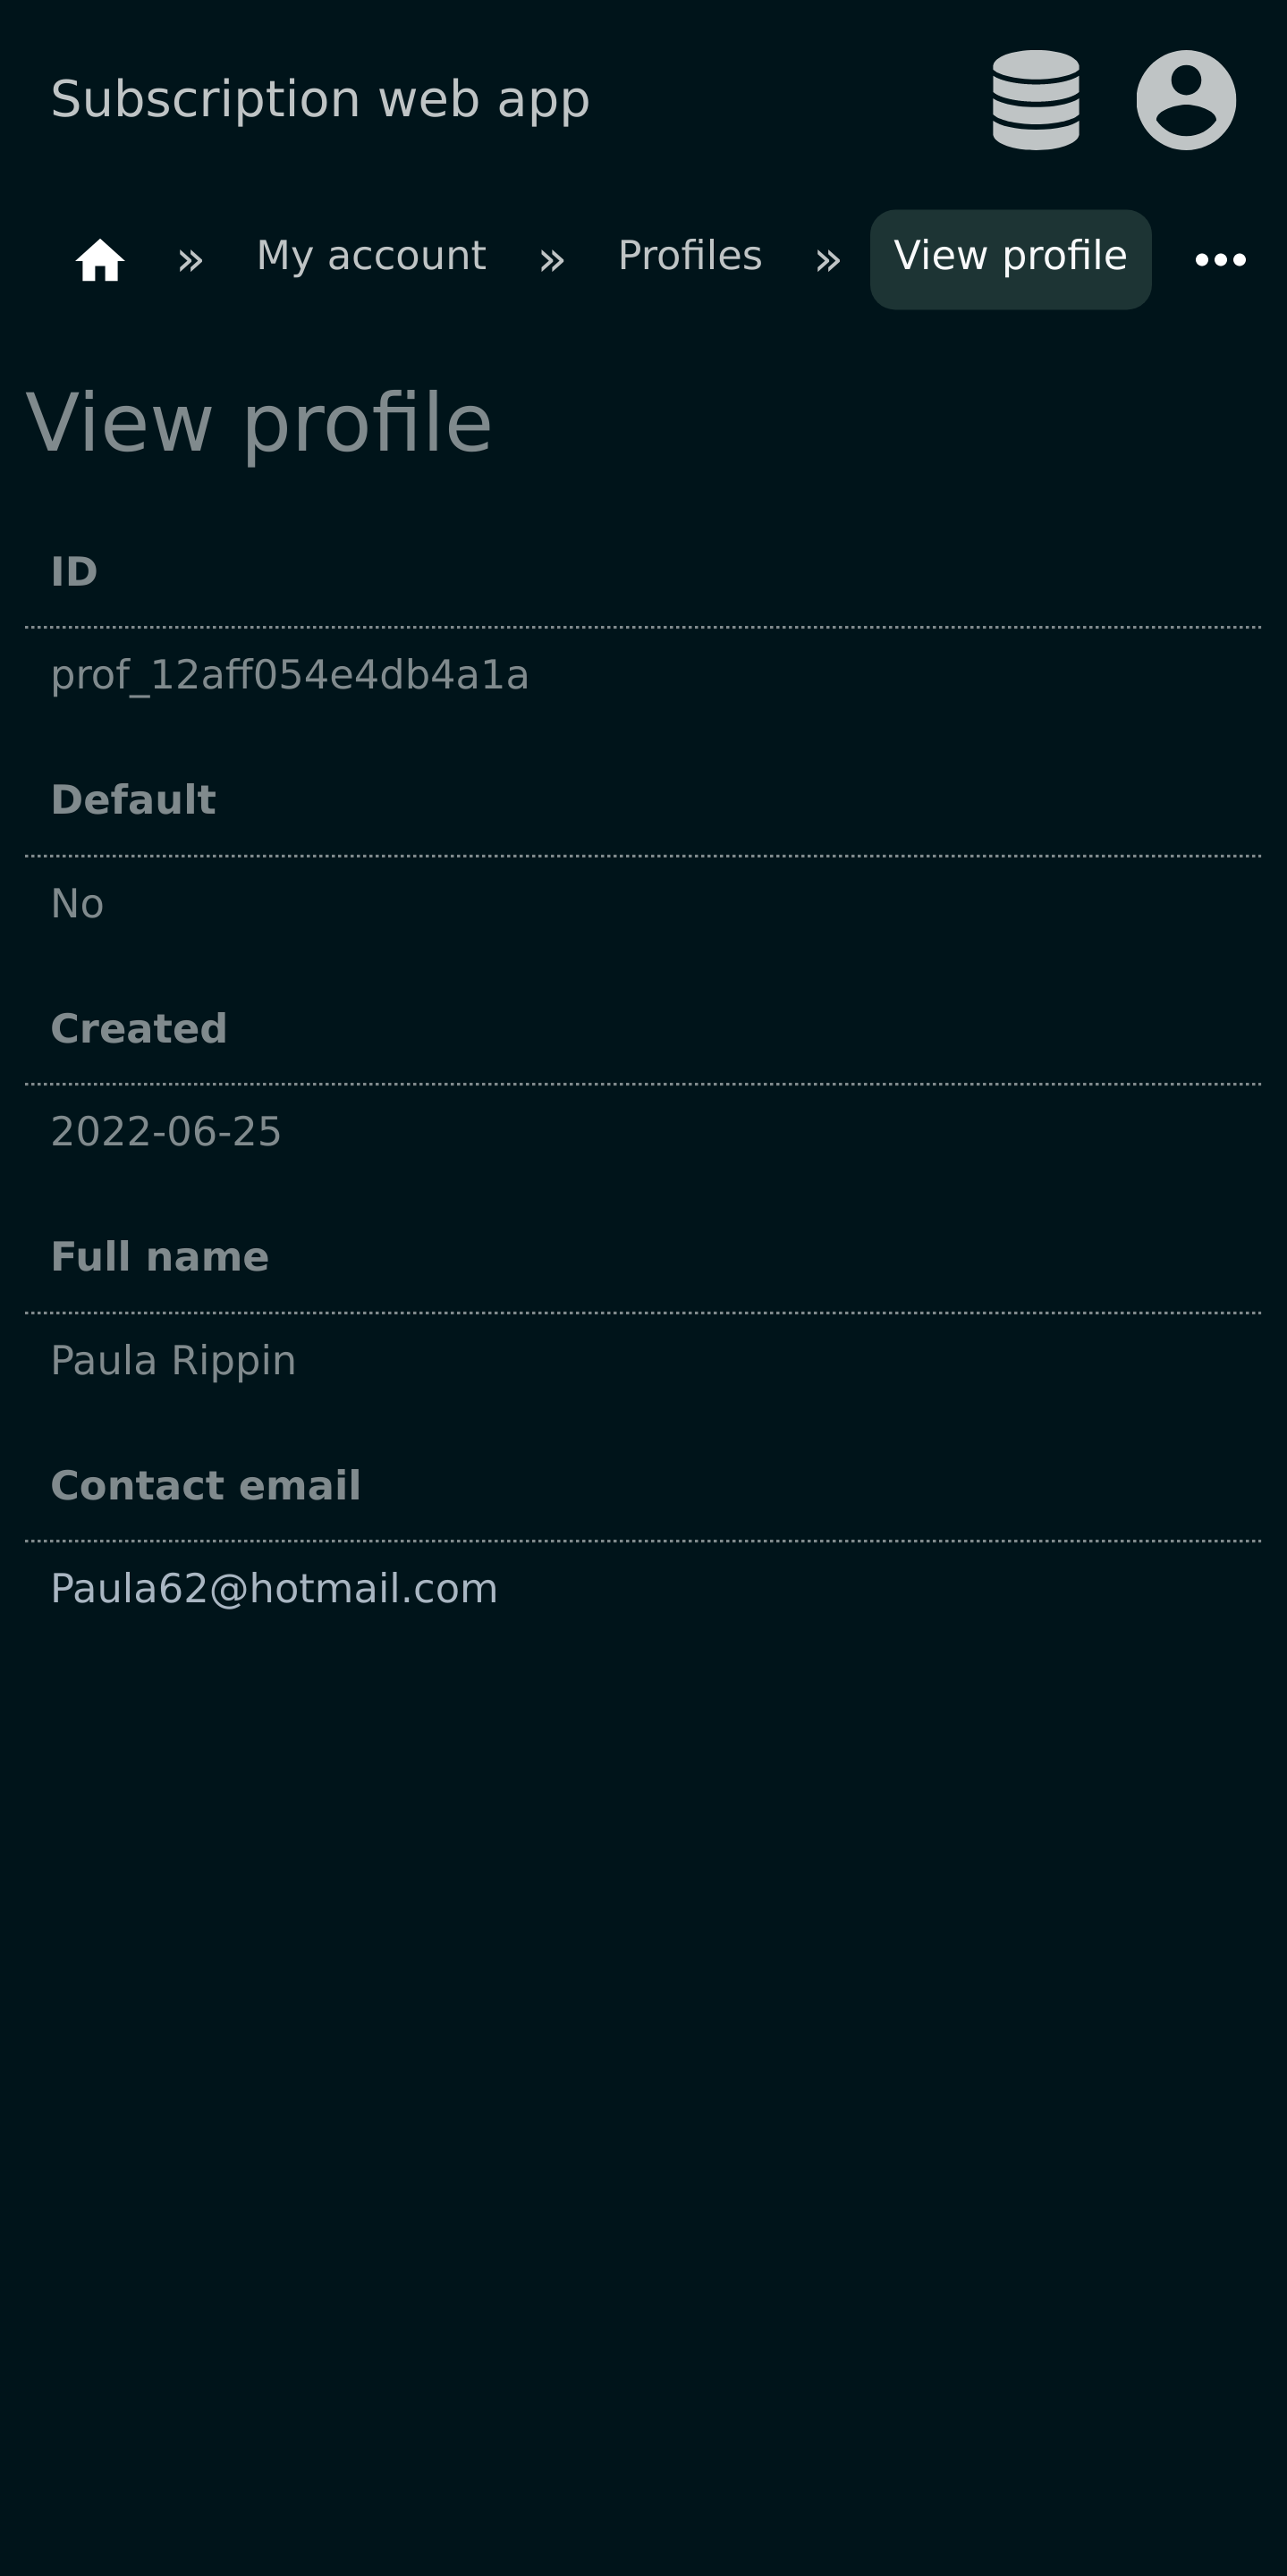 Subscription web app
» My account » Profiles » View profile •••
View profile
ID
prof_12aff054e4db4a1a
Default
No
Created
2022-06-25
Full name
Paula Rippin
Contact email
Paula62@hotmail.com